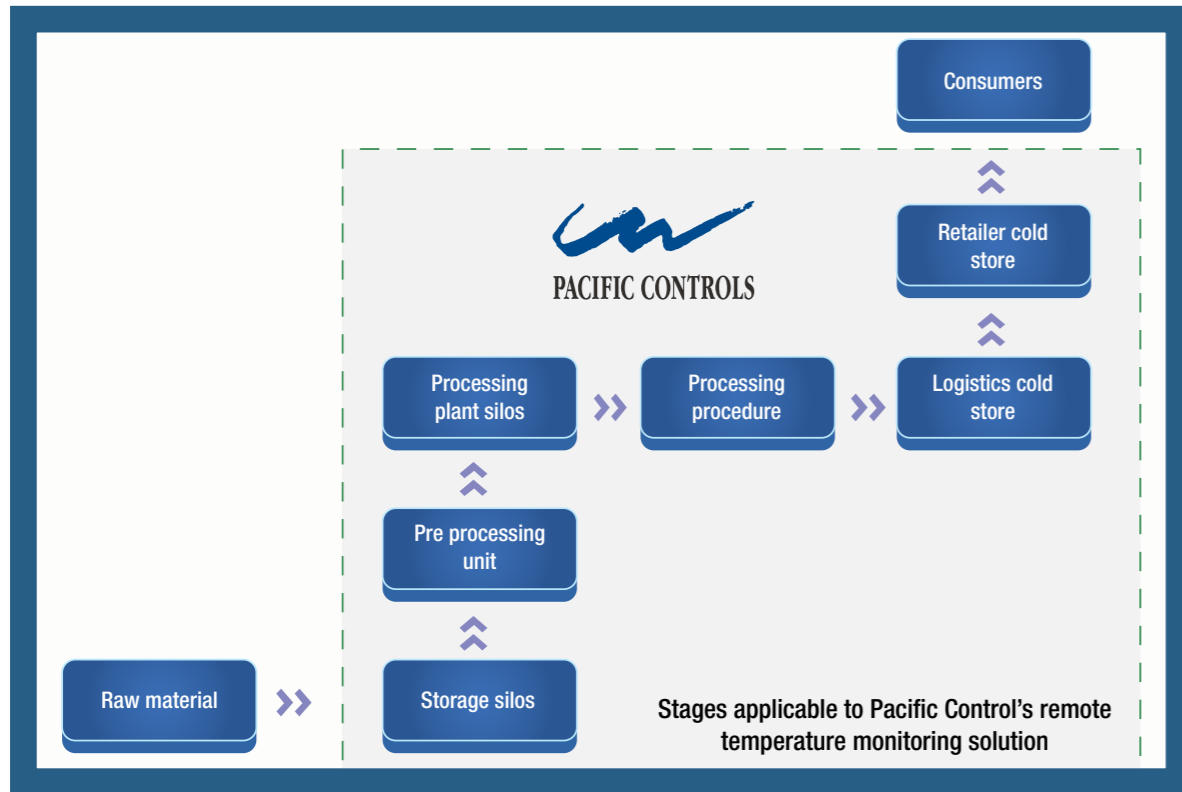 Consumers
PACIFIC CONTROLS
Retailer cold
store
Processing
plant silos
Processing
procedure
Logistics cold
store
Pre processing
unit
Raw material
Storage silos
Stages applicable to Pacific Control’s remote
temperature monitoring solution